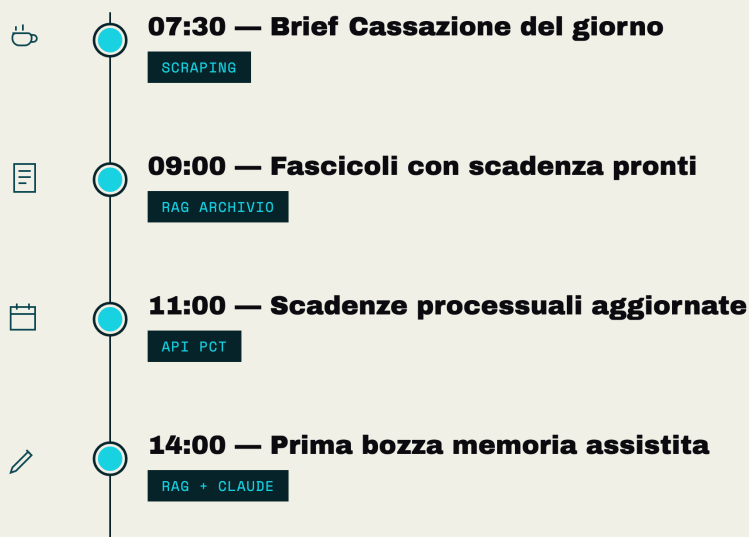 07:30 — Brief Cassazione del giorno
SCRAPING
09:00 — Fascicoli con scadenza pronti
RAG ARCHIVIO
11:00 — Scadenze processuali aggiornate
API PCT
14:00 — Prima bozza memoria assistita
RAG + CLAUDE